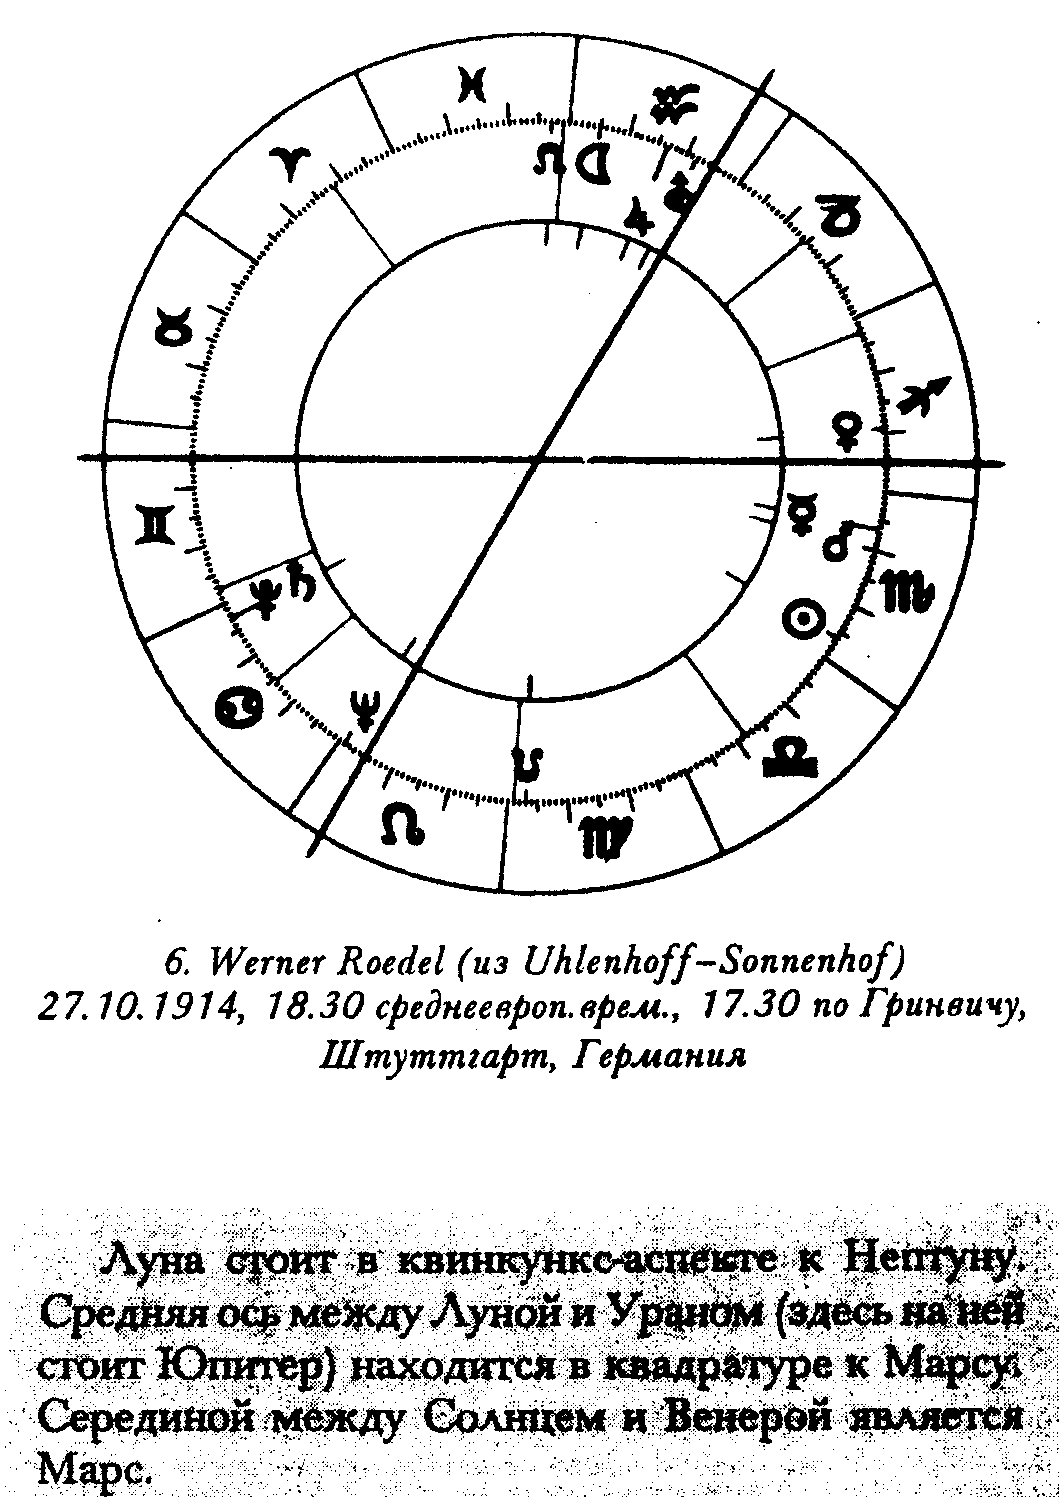 6. Werner Roedel (из Uhlenhoff–Sonnenhof)
27.10.1914, 18.30 среднеевроп.врем., 17.30 по Гринвичу,
Штуттгарт, Германия
Луна стоит в квинкункс-аспекте к Нептуну.
Средняя ось между Луной и Ураном (здесь на ней
стоит Юпитер) находится в квадратуре к Марсу.
Серединой между Солнцем и Венерой является
Марс.